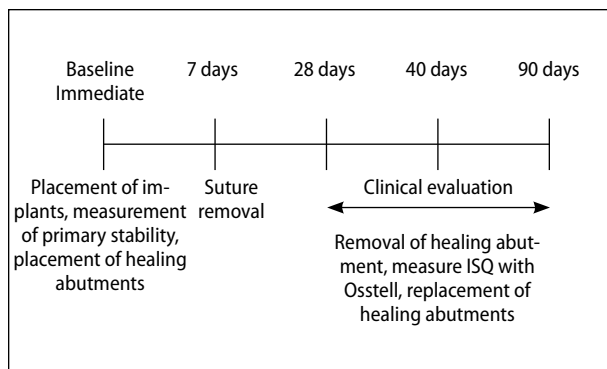 Baseline
Immediate
7 days
28 days
40 days
90 days
Placement of im-
plants, measurement
of primary stability,
placement of healing
abutments
Suture
removal
Clinical evaluation
Removal of healing abut-
ment, measure ISQ with
Osstell, replacement of
healing abutments